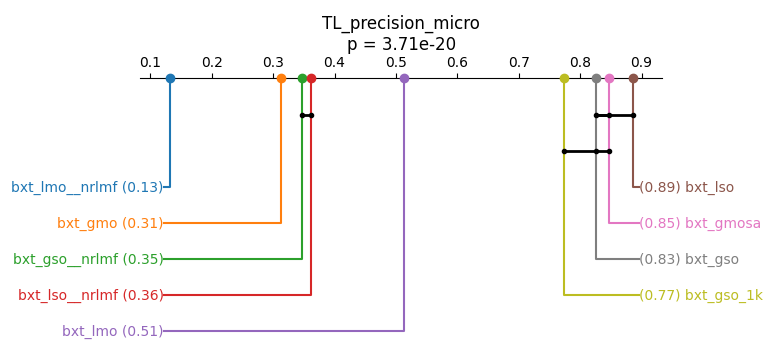 TL_precision_micro
p = 3.71e-20
0.1 0.2 0.3 0.4 0.5 0.6 0.7 0.8 0.9
bxt_lmo__nrlmf (0.13) (0.89) bxt_lso
bxt_gmo (0.31) (0.85) bxt_gmosa
bxt_gso__nrlmf (0.35) (0.83) bxt_gso
bxt_lso__nrlmf (0.36) (0.77) bxt_gso_1k
bxt_lmo (0.51)